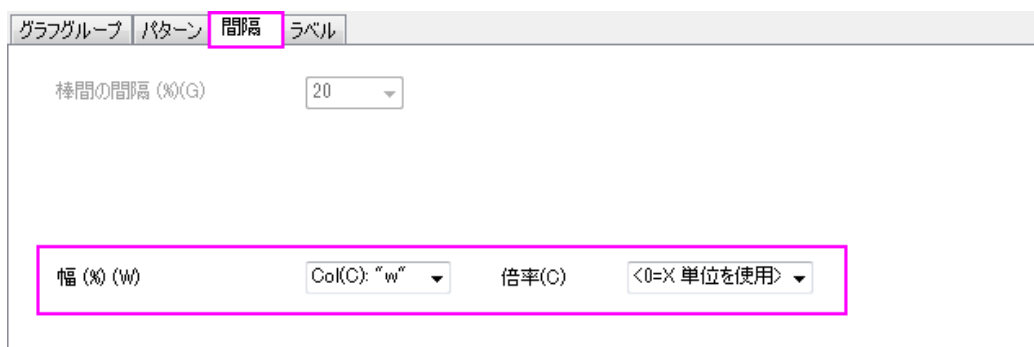 グラフグループ パターン 間隔 ラベル
棒間の間隔 (%)(G) 20
幅 (%) (W) Col(C): "w" 倍率(C) <0=X 単位を使用>